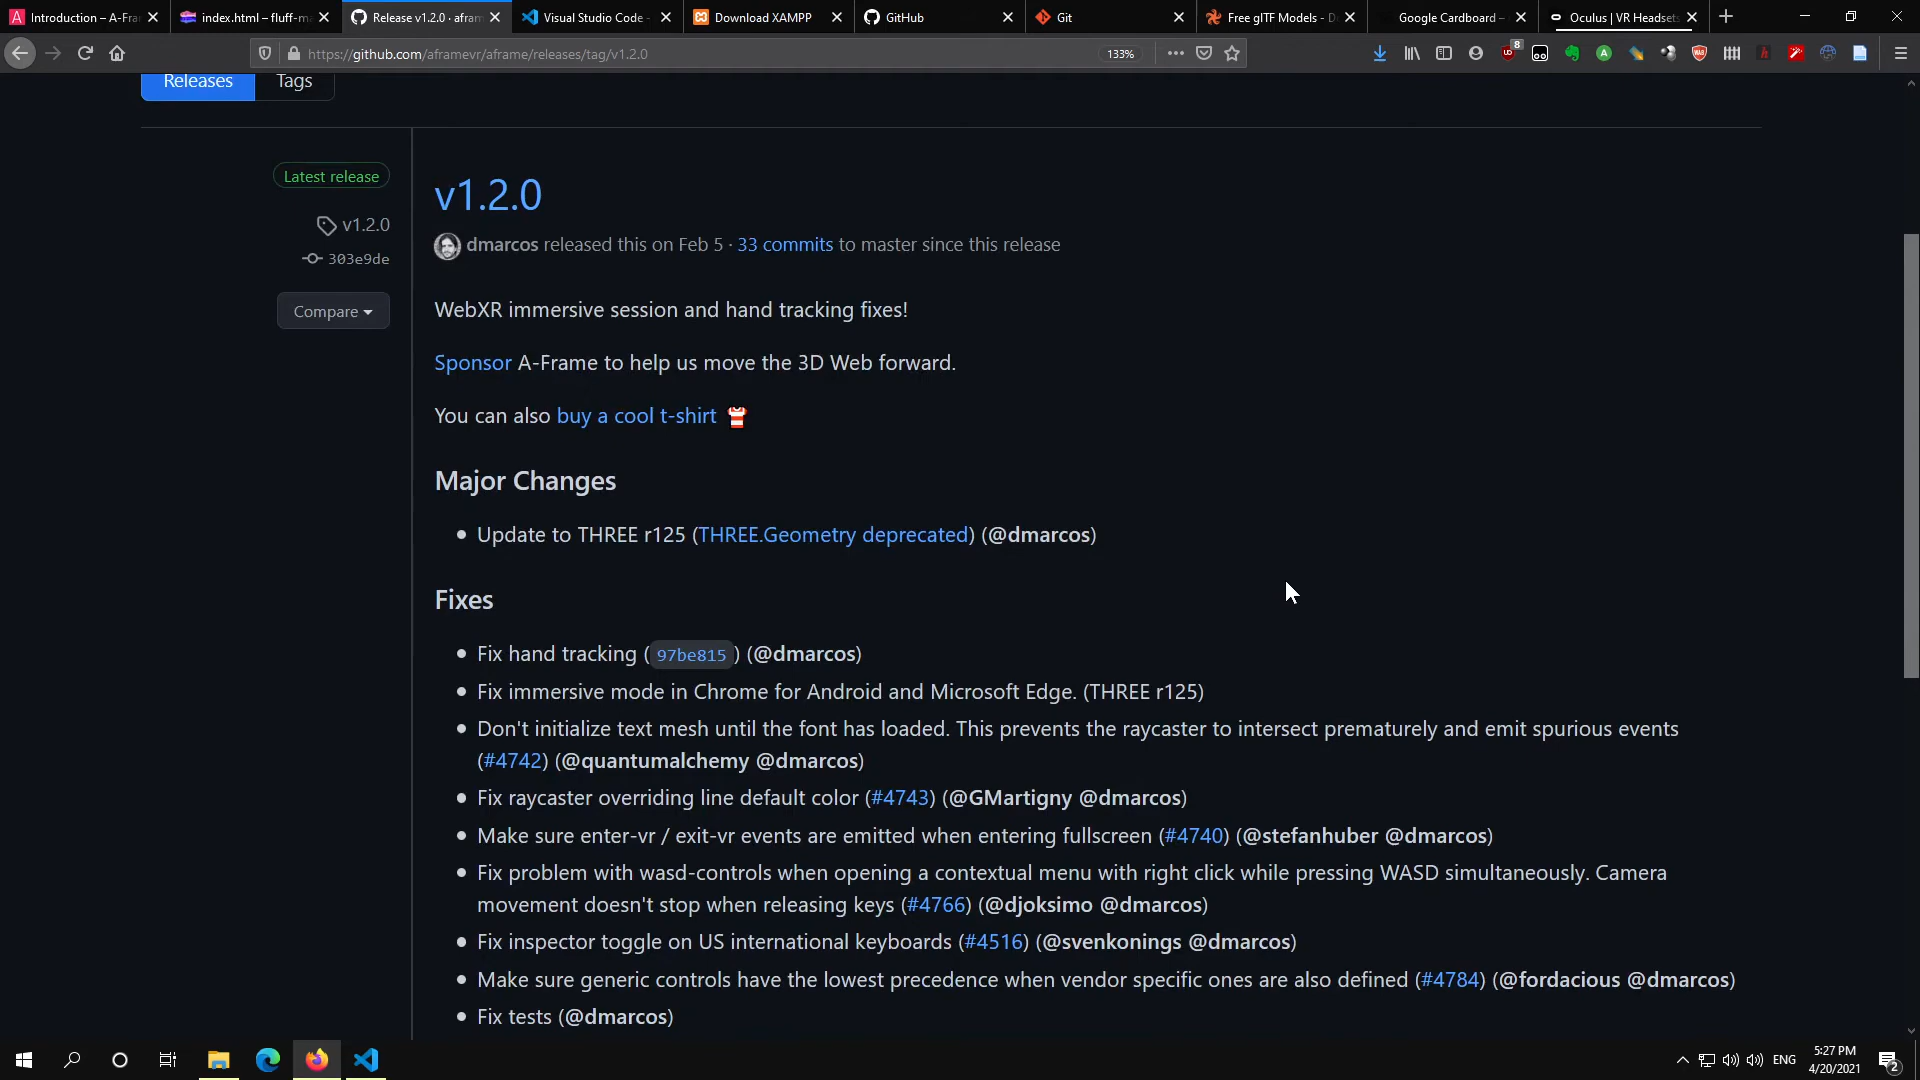 Introduction – A-Fra
index.html – fluff-ma
Release v1.2.0 · afram
Visual Studio Code -
Download XAMPP
GitHub
Git
Free glTF Models - D
Google Cardboard –
Oculus | VR Headsets
https://github.com/aframevr/aframe/releases/tag/v1.2.0
133%
8
Releases
Tags
Latest release
v1.2.0
303e9de
Compare
v1.2.0
dmarcos released this on Feb 5 · 33 commits to master since this release
WebXR immersive session and hand tracking fixes!
Sponsor A-Frame to help us move the 3D Web forward.
You can also buy a cool t-shirt
Major Changes
• Update to THREE r125 (THREE.Geometry deprecated) (@dmarcos)
Fixes
• Fix hand tracking (97be815) (@dmarcos)
• Fix immersive mode in Chrome for Android and Microsoft Edge. (THREE r125)
• Don't initialize text mesh until the font has loaded. This prevents the raycaster to intersect prematurely and emit spurious events
(#4742) (@quantumalchemy @dmarcos)
• Fix raycaster overriding line default color (#4743) (@GMartigny @dmarcos)
• Make sure enter-vr / exit-vr events are emitted when entering fullscreen (#4740) (@stefanhuber @dmarcos)
• Fix problem with wasd-controls when opening a contextual menu with right click while pressing WASD simultaneously. Camera
movement doesn't stop when releasing keys (#4766) (@djoksimo @dmarcos)
• Fix inspector toggle on US international keyboards (#4516) (@svenkonings @dmarcos)
• Make sure generic controls have the lowest precedence when vendor specific ones are also defined (#4784) (@fordacious @dmarcos)
• Fix tests (@dmarcos)
ENG
5:27 PM
4/20/2021
2